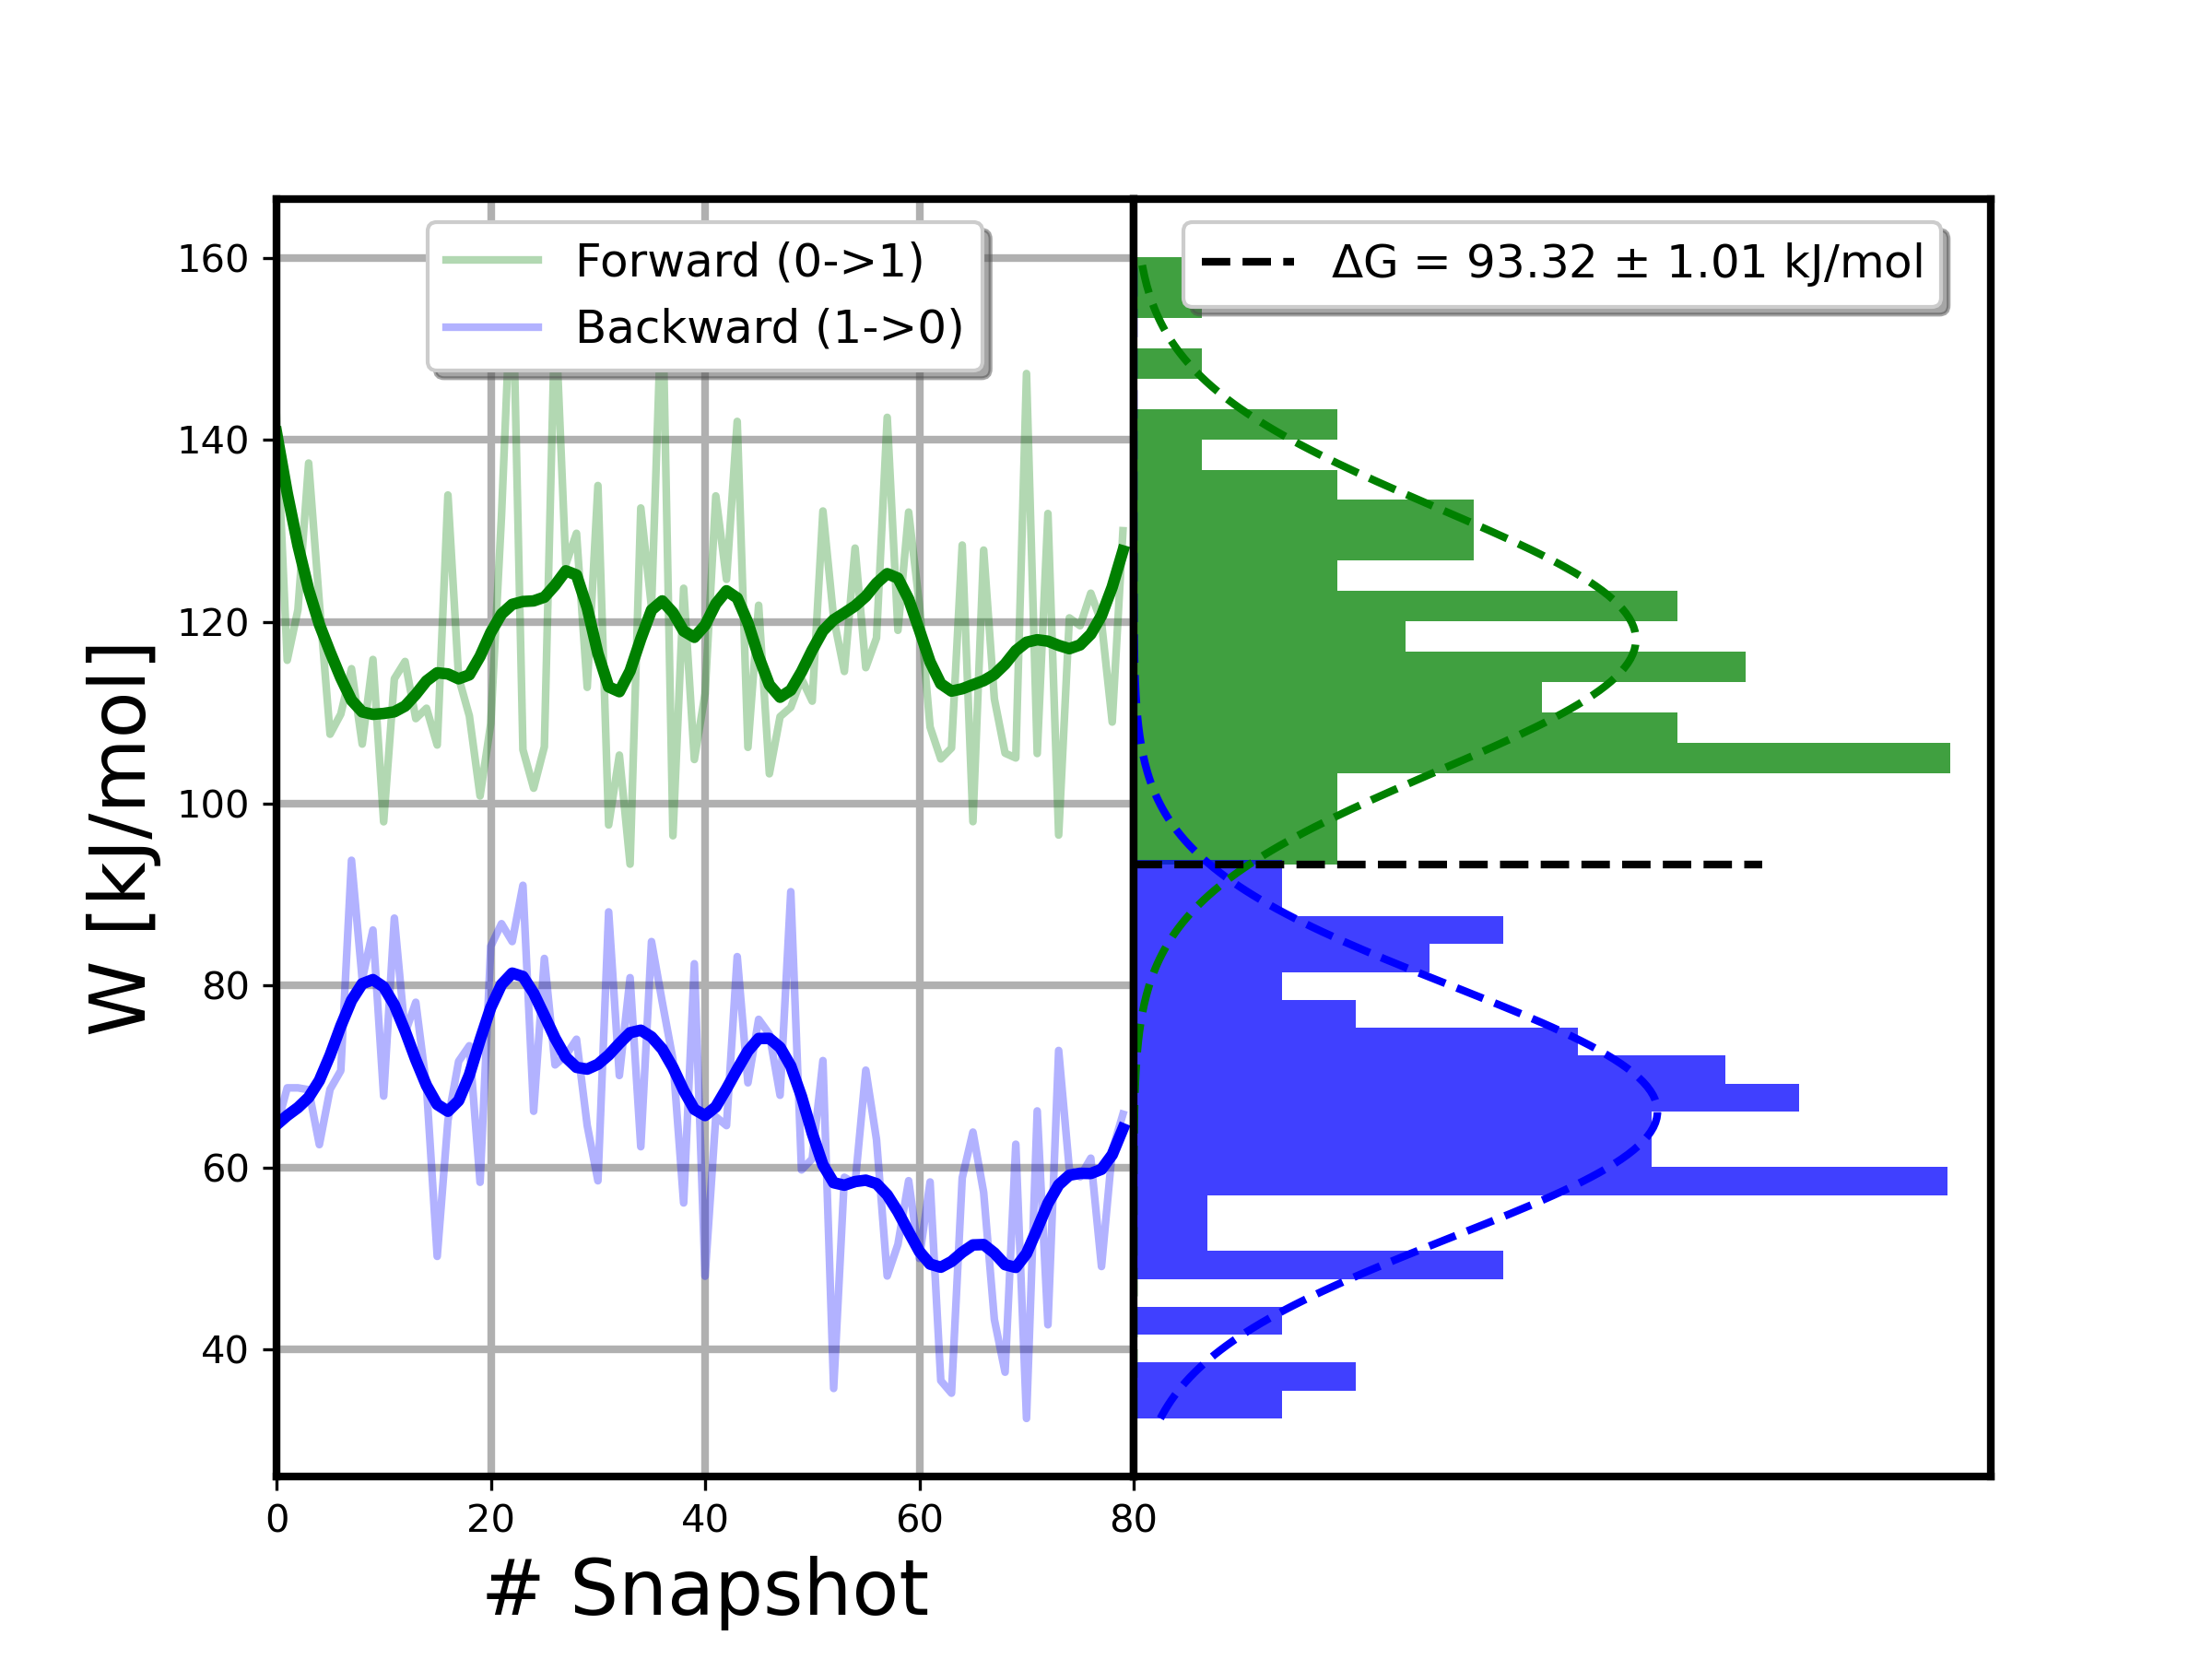 Forward (0->1)
Backward (1->0)
ΔG = 93.32 ± 1.01 kJ/mol
W [kJ/mol]
160
140
120
100
80
60
40
0 20 40 60 80
# Snapshot